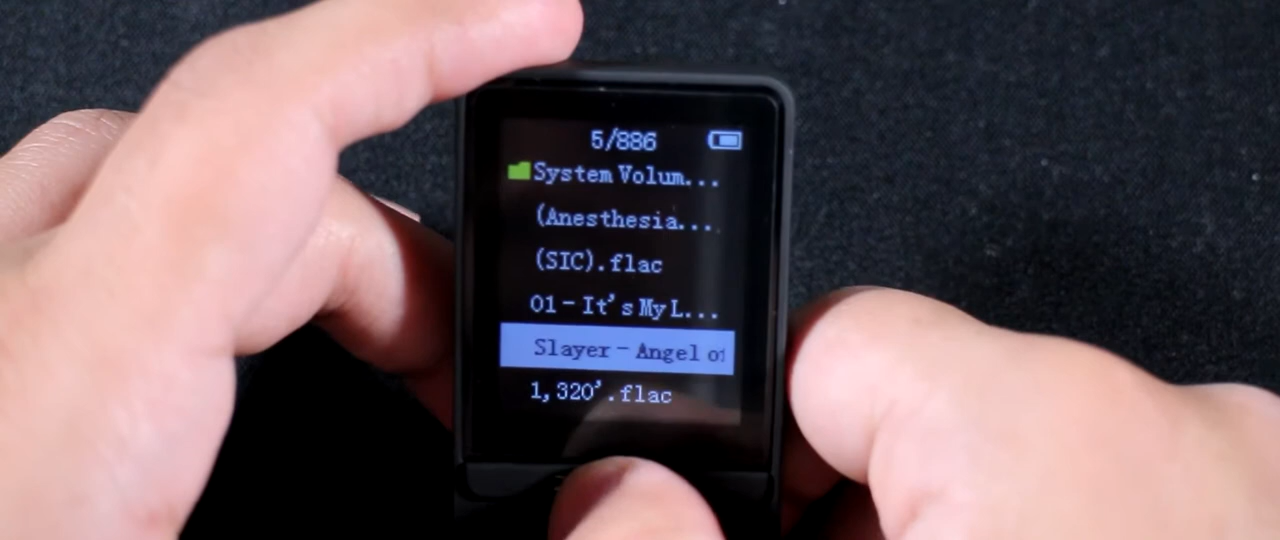 5/886
System Volum...
(Anesthesia...
(SIC).flac
01-It's My L...
Slayer - Angel of
1,320'.flac